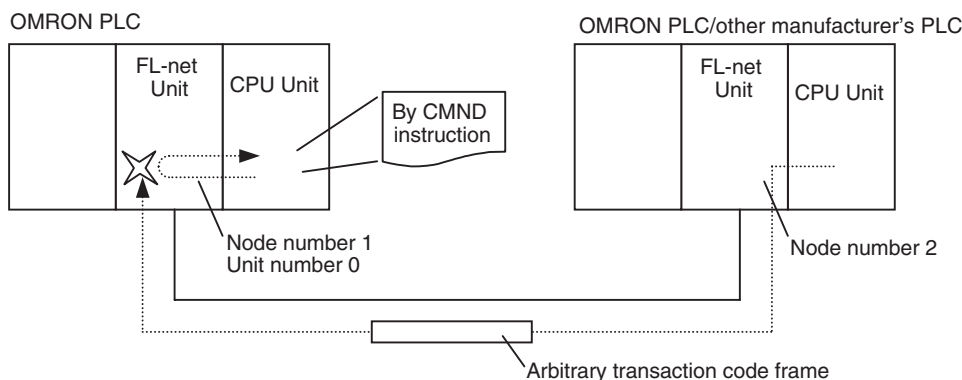 OMRON PLC
OMRON PLC/other manufacturer's PLC
FL-net
Unit
CPU Unit
By CMND
instruction
FL-net
Unit
CPU Unit
Node number 1
Unit number 0
Node number 2
Arbitrary transaction code frame